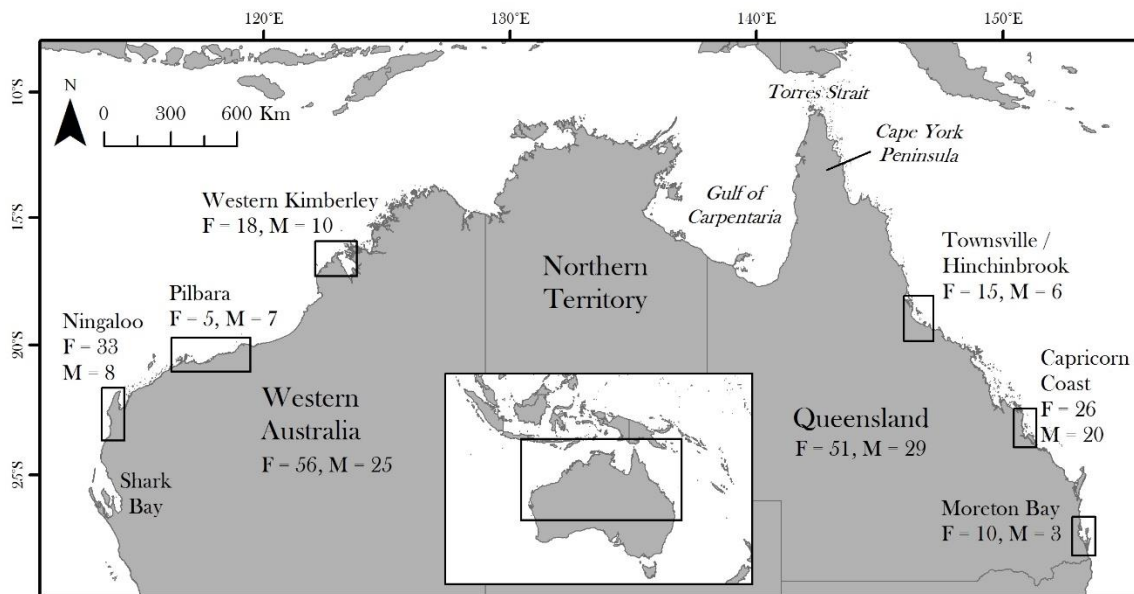 120°E
130°E
140°E
150°E
10°S
15°S
20°S
25°S
N
0 300 600 Km
Torres Strait
Cape York
Peninsula
Gulf of
Carpentaria
Western Kimberley
F = 18, M = 10
Pilbara
F = 5, M = 7
Ningaloo
F = 33
M = 8
Northern
Territory
Townsville /
Hinchinbrook
F = 15, M = 6
Capricorn
Coast
F = 26
M = 20
Western
Australia
F = 56, M = 25
Queensland
F = 51, M = 29
Shark
Bay
Moreton Bay
F = 10, M = 3